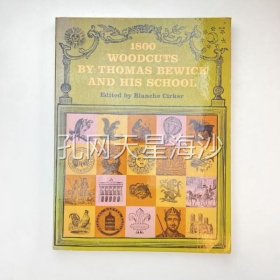 1800
WOODCUTS
BY THOMAS BEWICK
AND HIS SCHOOL
Edited by Blanche Cirker
孔网天星海沙